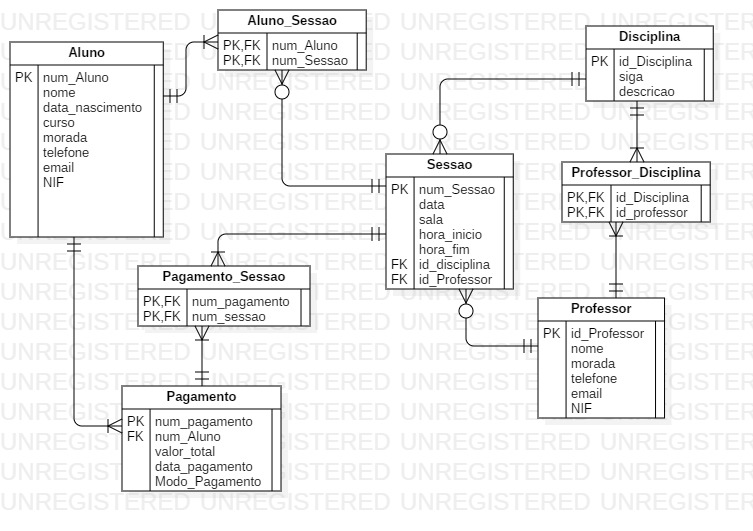 Aluno
PK num_Aluno
nome
data_nascimento
curso
morada
telefone
email
NIF
Aluno_Sessao
PK,FK num_Aluno
PK,FK num_Sessao
Disciplina
PK id_Disciplina
siga
descricao
Sessao
PK num_Sessao
data
sala
hora_inicio
hora_fim
FK id_disciplina
FK id_Professor
Professor_Disciplina
PK,FK id_Disciplina
PK,FK id_professor
Pagamento_Sessao
PK,FK num_pagamento
PK,FK num_sessao
Professor
PK id_Professor
nome
morada
telefone
email
NIF
Pagamento
PK num_pagamento
FK num_Aluno
valor_total
data_pagamento
Modo_Pagamento
UNREGISTERED